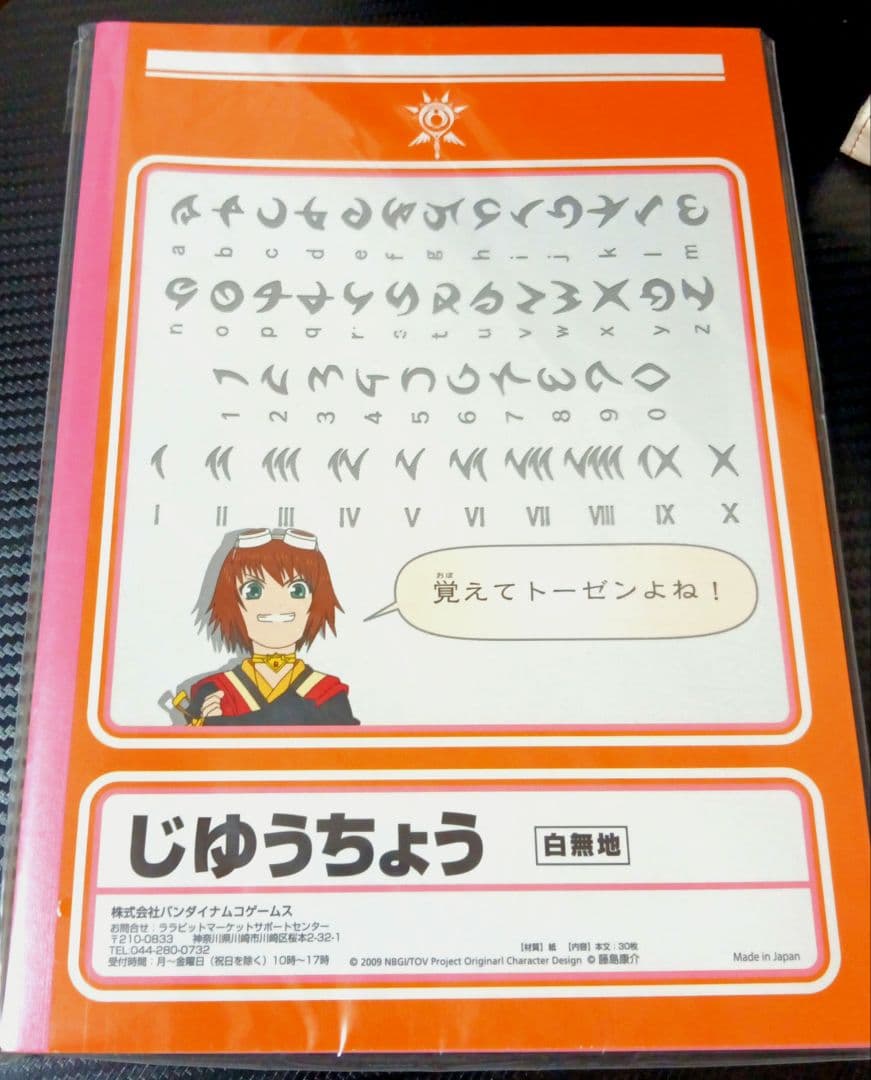 a b c d e f g h i j k l m
n o p q r s t u v w x y z
1 2 3 4 5 6 7 8 9 0
I II III IV V VI VII VIII IX X
おぼ
覚えてトーゼンよね！
じゆうちょう
白無地
株式会社バンダイナムコゲームス
お問合せ：ララビットマーケットサポートセンター
〒210-0833 神奈川県川崎市川崎区桜本2-32-1
TEL:044-280-0732
受付時間：月〜金曜日（祝日を除く）10時〜17時
【材質】紙 【内容】本文：30枚
© 2009 NBGI/TOV Project Originarl Character Design © 藤島康介
Made in Japan